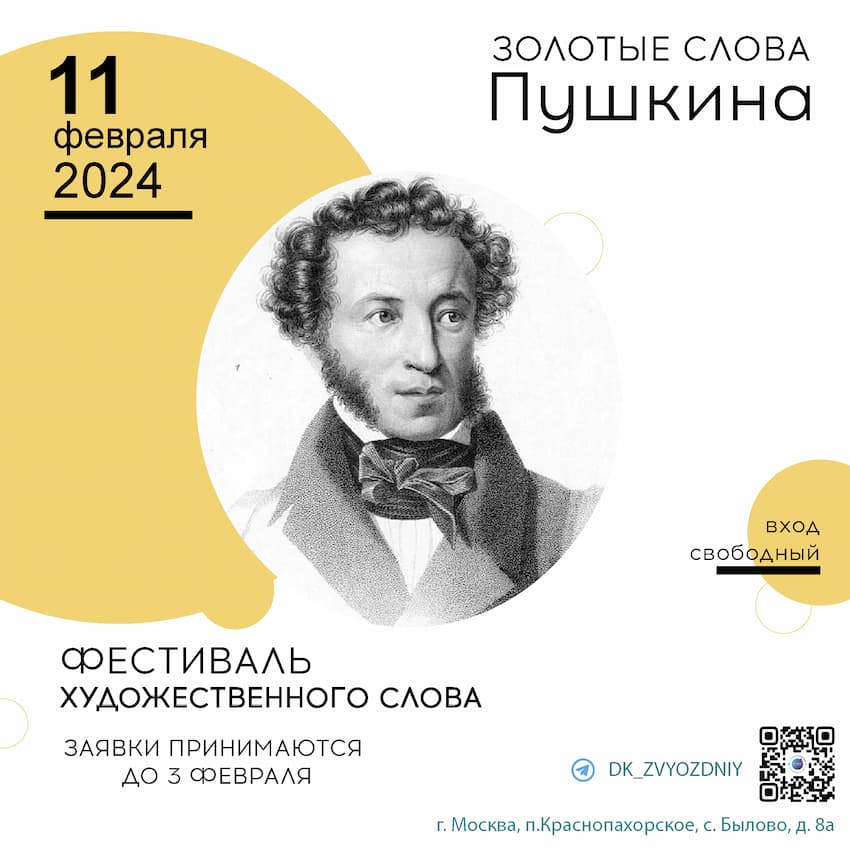 11
февраля
2024
ЗОЛОТЫЕ СЛОВА
Пушкина
вход
свободный
ФЕСТИВАЛЬ
ХУДОЖЕСТВЕННОГО СЛОВА
ЗАЯВКИ ПРИНИМАЮТСЯ
ДО 3 ФЕВРАЛЯ
DK_ZVYOZDNIY
г. Москва, п.Краснопахорское, с. Былово, д. 8а